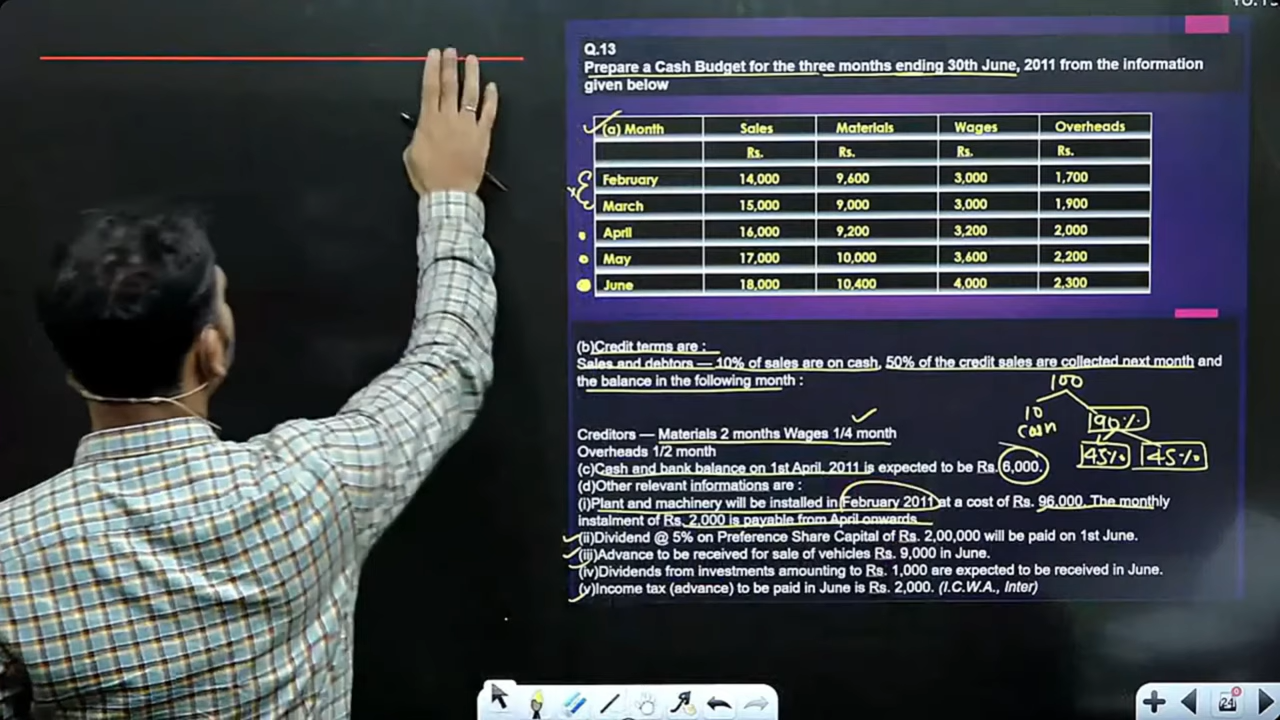 Q.13
Prepare a Cash Budget for the three months ending 30th June, 2011 from the information
given below
(a) Month Sales Materials Wages Overheads
Rs. Rs. Rs. Rs.
February 14,000 9,600 3,000 1,700
March 15,000 9,000 3,000 1,900
April 16,000 9,200 3,200 2,000
May 17,000 10,000 3,600 2,200
June 18,000 10,400 4,000 2,300
(b)Credit terms are :
Sales and debtors — 10% of sales are on cash, 50% of the credit sales are collected next month and
the balance in the following month :
100
10 90%
cash
45% 45%
Creditors — Materials 2 months Wages 1/4 month
Overheads 1/2 month
(c)Cash and bank balance on 1st April, 2011 is expected to be Rs. 6,000.
(d)Other relevant informations are :
(i)Plant and machinery will be installed in February 2011 at a cost of Rs. 96,000. The monthly
instalment of Rs. 2,000 is payable from April onwards
(ii)Dividend @ 5% on Preference Share Capital of Rs. 2,00,000 will be paid on 1st June.
(iii)Advance to be received for sale of vehicles Rs. 9,000 in June.
(iv)Dividends from investments amounting to Rs. 1,000 are expected to be received in June.
(v)Income tax (advance) to be paid in June is Rs. 2,000. (I.C.W.A., Inter)
24